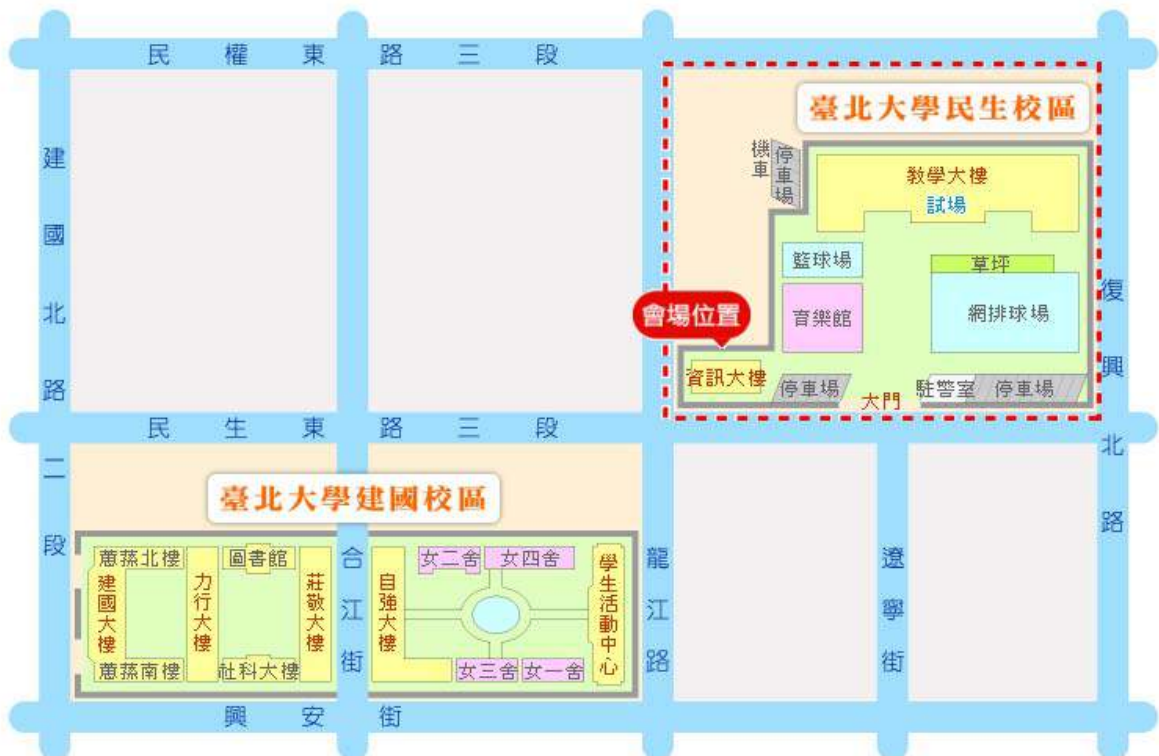 民權東路三段
臺北大學民生校區
機車
停車場
教學大樓
試場
建國北路二段
籃球場
草坪
復興北路
網排球場
育樂館
會場位置
資訊大樓
停車場
大門
駐警室
停車場
民生東路三段
臺北大學建國校區
蕙蓀北樓
圖書館
女二舍
女四舍
建國大樓
力行大樓
莊敬大樓
合江街
自強大樓
學生活動中心
龍江路
遼寧街
蕙蓀南樓
社科大樓
女三舍
女一舍
興安街